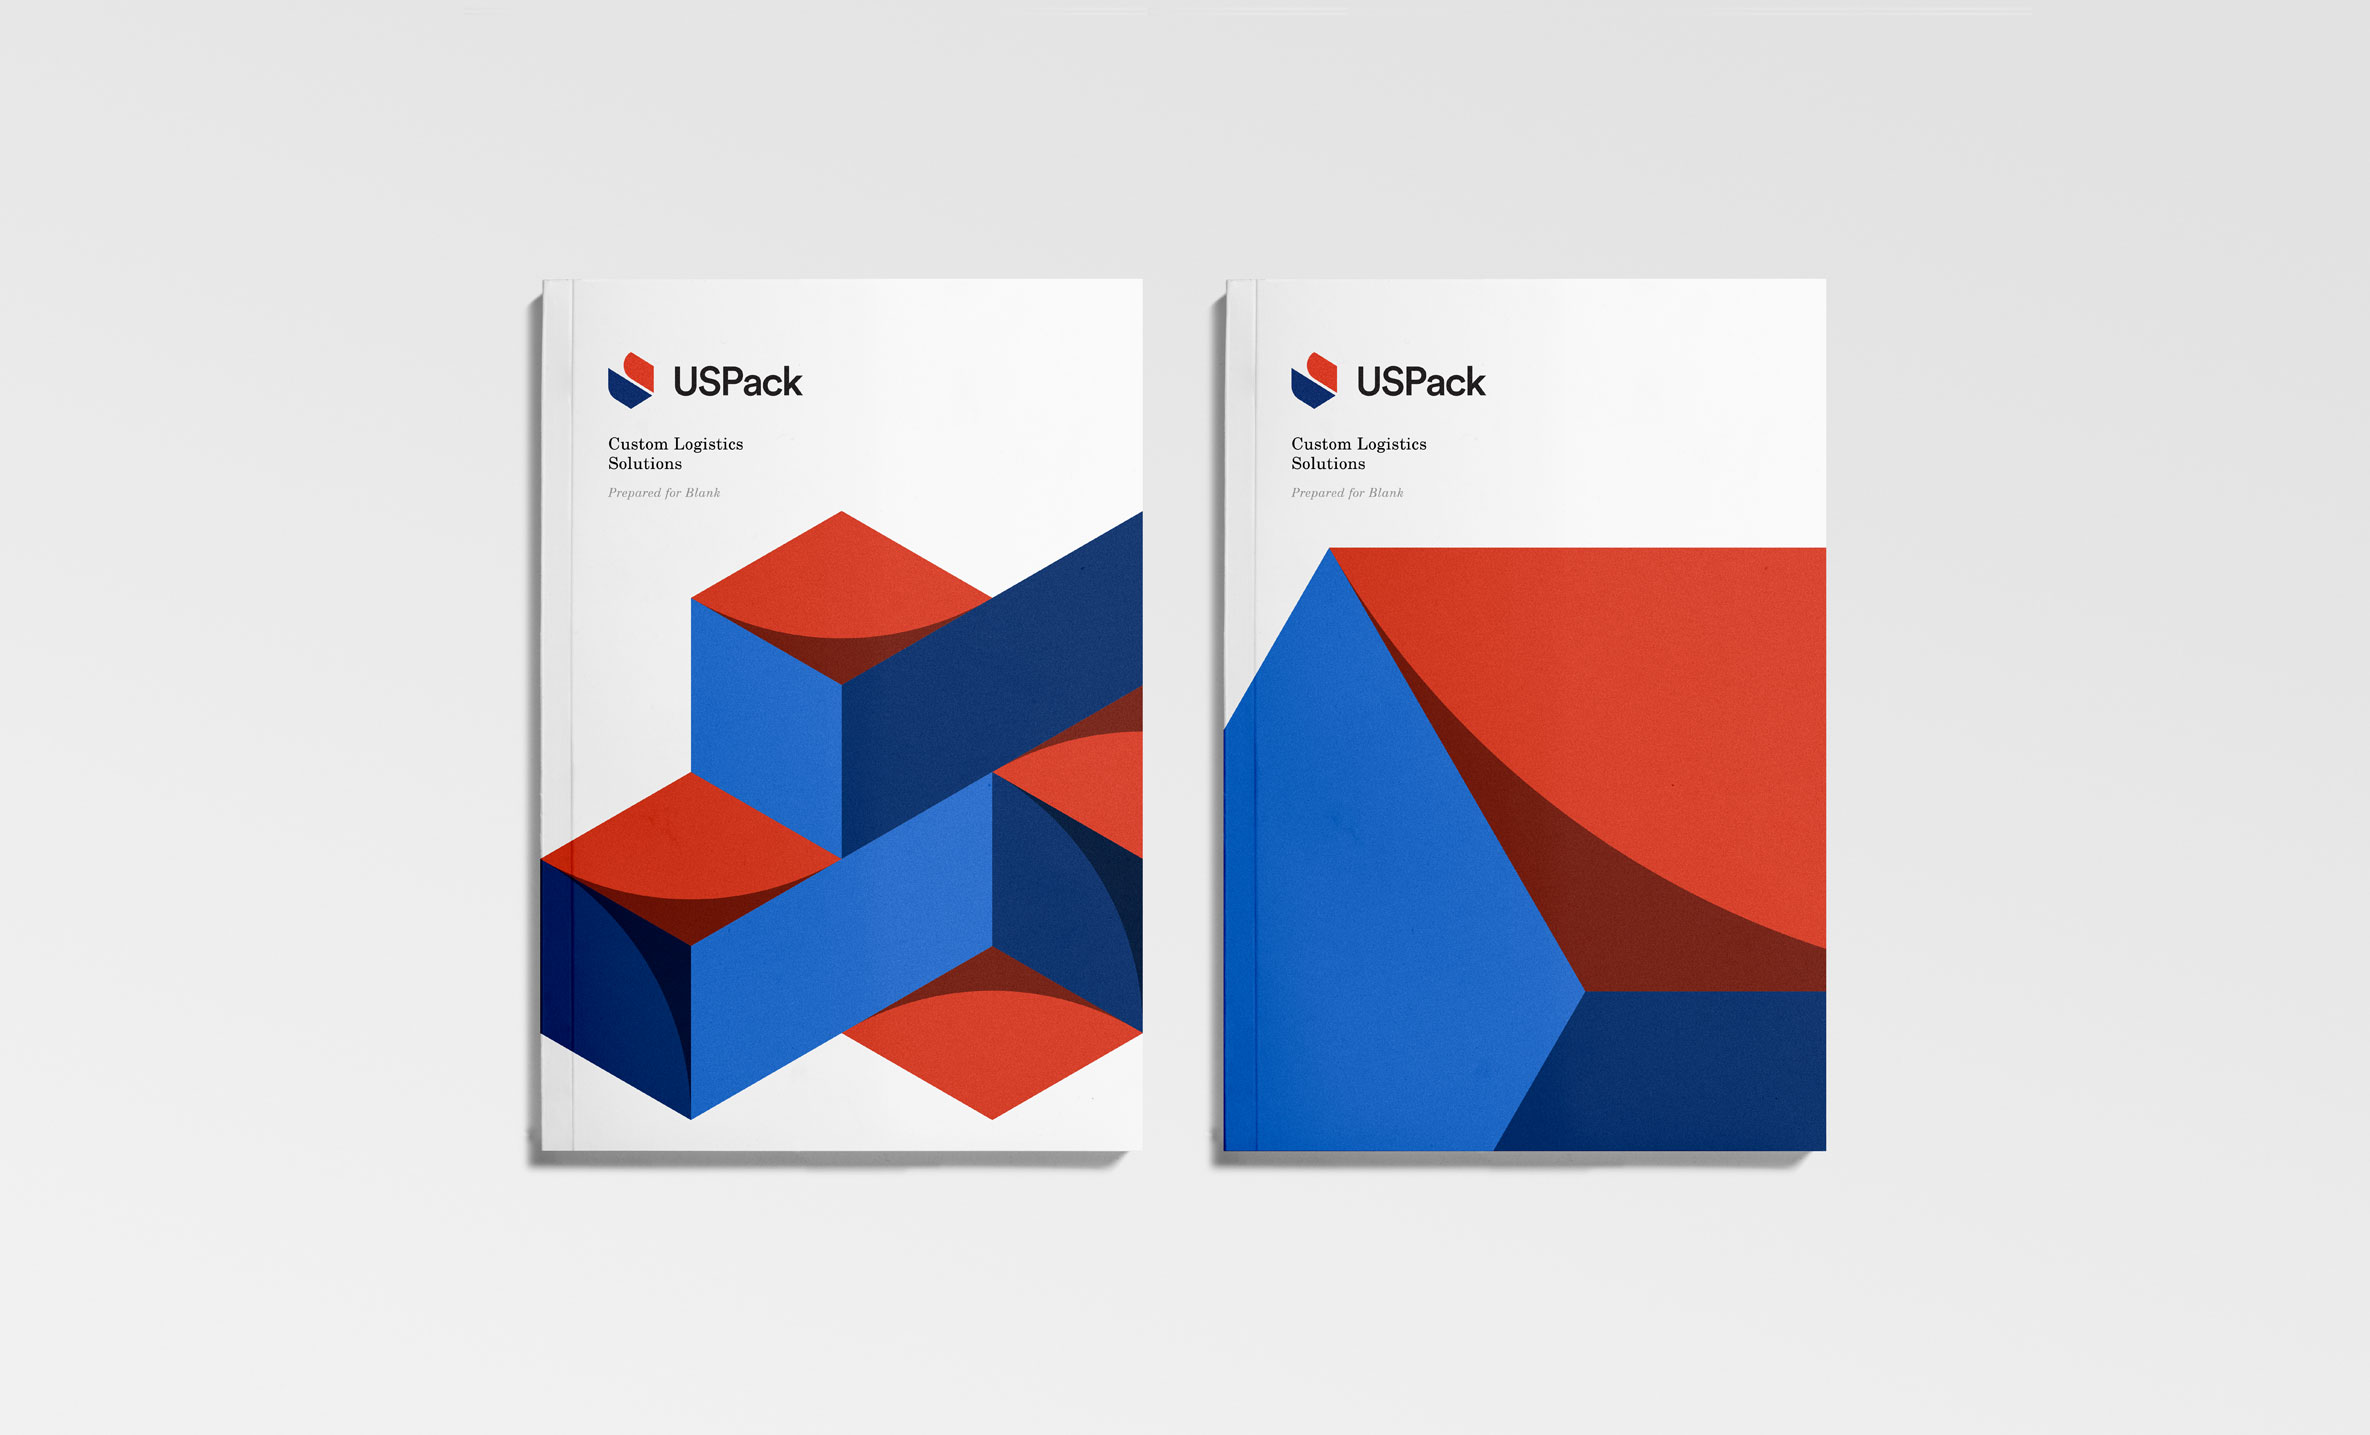 USPack
Custom Logistics
Solutions
Prepared for Blank
USPack
Custom Logistics
Solutions
Prepared for Blank